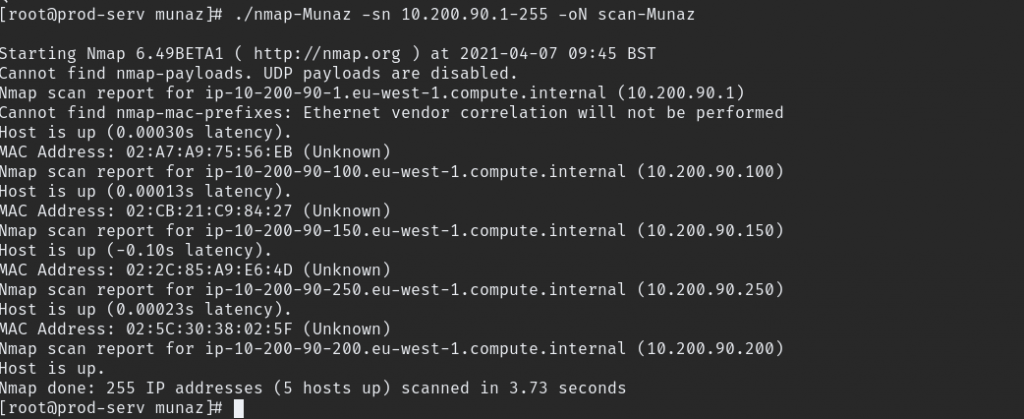 [root@prod-serv munaz]# ./nmap-Munaz -sn 10.200.90.1-255 -oN scan-Munaz
Starting Nmap 6.49BETA1 ( http://nmap.org ) at 2021-04-07 09:45 BST
Cannot find nmap-payloads. UDP payloads are disabled.
Nmap scan report for ip-10-200-90-1.eu-west-1.compute.internal (10.200.90.1)
Cannot find nmap-mac-prefixes: Ethernet vendor correlation will not be performed
Host is up (0.00030s latency).
MAC Address: 02:A7:A9:75:56:EB (Unknown)
Nmap scan report for ip-10-200-90-100.eu-west-1.compute.internal (10.200.90.100)
Host is up (0.00013s latency).
MAC Address: 02:CB:21:C9:84:27 (Unknown)
Nmap scan report for ip-10-200-90-150.eu-west-1.compute.internal (10.200.90.150)
Host is up (-0.10s latency).
MAC Address: 02:2C:85:A9:E6:4D (Unknown)
Nmap scan report for ip-10-200-90-250.eu-west-1.compute.internal (10.200.90.250)
Host is up (0.00023s latency).
MAC Address: 02:5C:30:38:02:5F (Unknown)
Nmap scan report for ip-10-200-90-200.eu-west-1.compute.internal (10.200.90.200)
Host is up.
Nmap done: 255 IP addresses (5 hosts up) scanned in 3.73 seconds
[root@prod-serv munaz]#